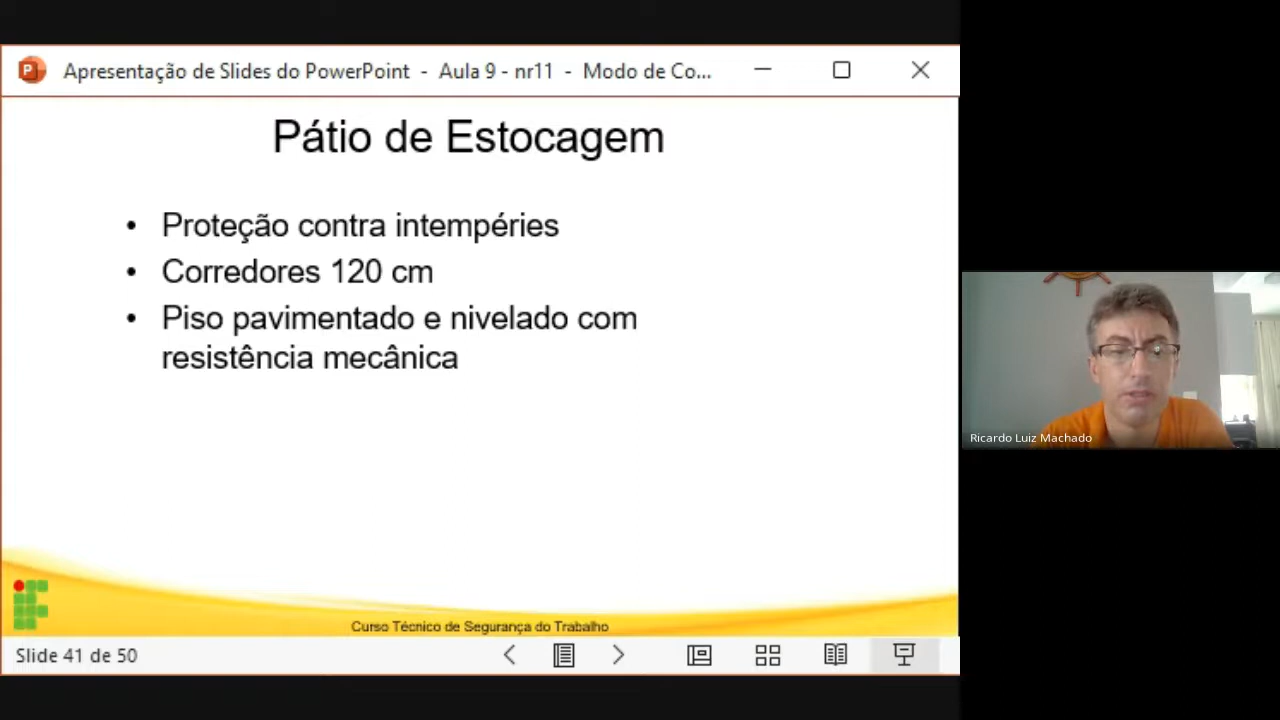 Apresentação de Slides do PowerPoint - Aula 9 - nr11 - Modo de Co...
Pátio de Estocagem
• Proteção contra intempéries
• Corredores 120 cm
• Piso pavimentado e nivelado com
resistência mecânica
Ricardo Luiz Machado
Curso Técnico de Segurança do Trabalho
Slide 41 de 50